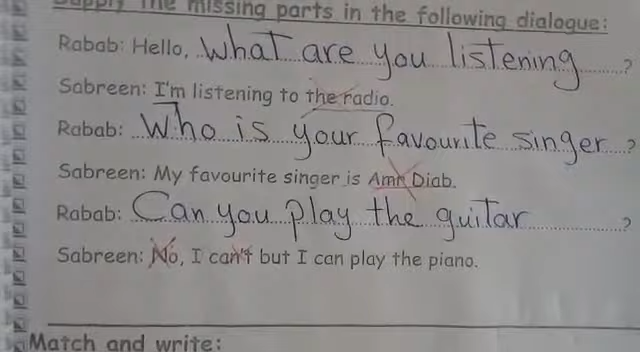 Supply the missing parts in the following dialogue:
Rabab: Hello, What are you listening ......?
Sabreen: I'm listening to the radio.
Rabab: Who is your favourite singer ?
Sabreen: My favourite singer is Amr Diab.
Rabab: Can you play the guitar ..............?
Sabreen: No, I can't but I can play the piano.
Match and write: